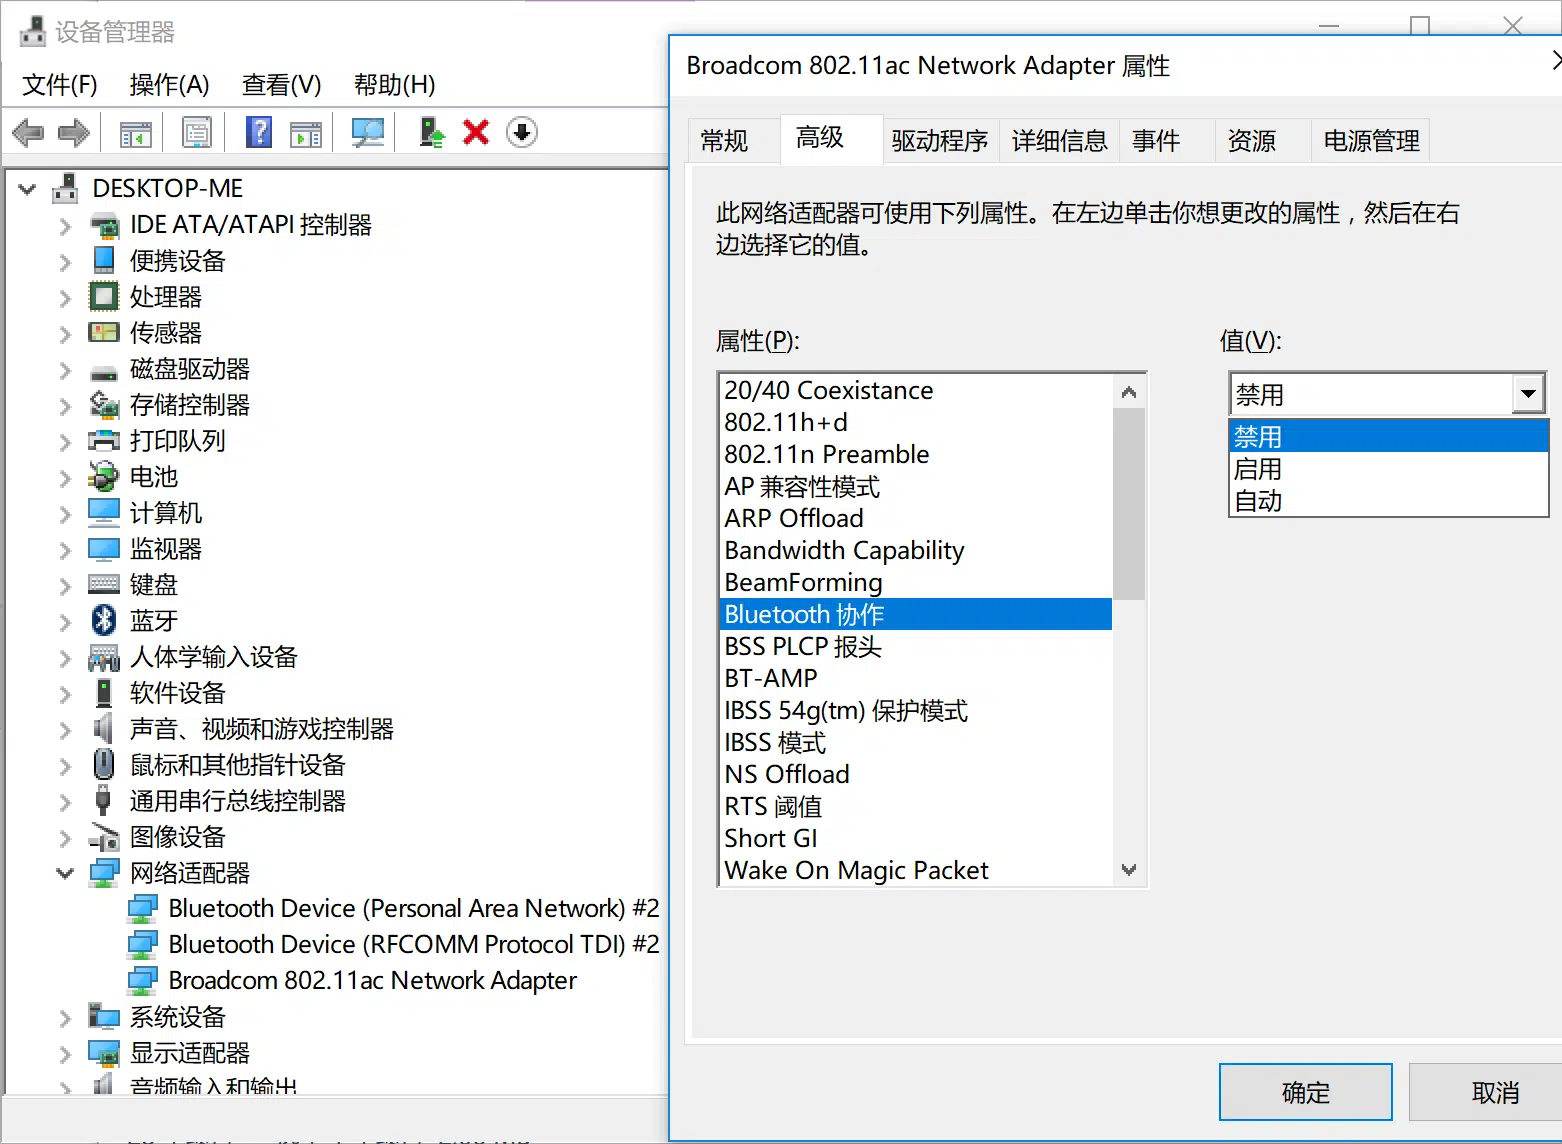 设备管理器
文件(F) 操作(A) 查看(V) 帮助(H)
DESKTOP-ME
IDE ATA/ATAPI 控制器
便携设备
处理器
传感器
磁盘驱动器
存储控制器
打印队列
电池
计算机
监视器
键盘
蓝牙
人体学输入设备
软件设备
声音、视频和游戏控制器
鼠标和其他指针设备
通用串行总线控制器
图像设备
网络适配器
Bluetooth Device (Personal Area Network) #2
Bluetooth Device (RFCOMM Protocol TDI) #2
Broadcom 802.11ac Network Adapter
系统设备
显示适配器
音频输入和输出
Broadcom 802.11ac Network Adapter 属性
常规 高级 驱动程序 详细信息 事件 资源 电源管理
此网络适配器可使用下列属性。在左边单击你想更改的属性，然后在右
边选择它的值。
属性(P):
20/40 Coexistance
802.11h+d
802.11n Preamble
AP 兼容性模式
ARP Offload
Bandwidth Capability
BeamForming
Bluetooth 协作
BSS PLCP 报头
BT-AMP
IBSS 54g(tm) 保护模式
IBSS 模式
NS Offload
RTS 阈值
Short GI
Wake On Magic Packet
值(V):
禁用
禁用
启用
自动
确定 取消